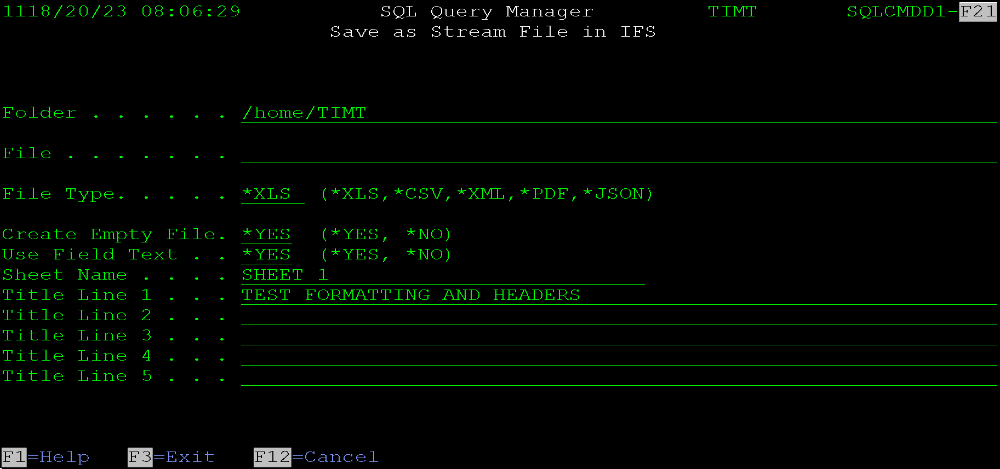 1118/20/23 08:06:29 SQL Query Manager TIMT SQLCMDD1-F21
Save as Stream File in IFS
Folder . . . . . . /home/TIMT
File . . . . . . .
File Type. . . . . *XLS (*XLS,*CSV,*XML,*PDF,*JSON)
Create Empty File. *YES (*YES, *NO)
Use Field Text . . *YES (*YES, *NO)
Sheet Name . . . . SHEET 1
Title Line 1 . . . TEST FORMATTING AND HEADERS
Title Line 2 . . .
Title Line 3 . . .
Title Line 4 . . .
Title Line 5 . . .
F1=Help F3=Exit F12=Cancel